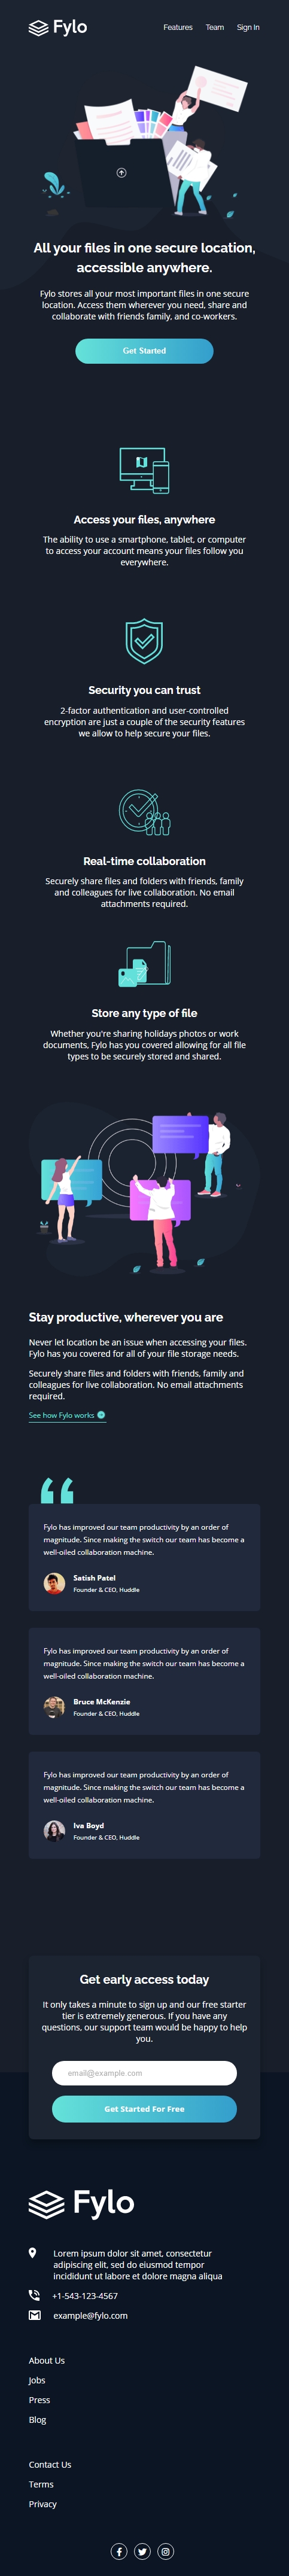 Fylo
Features Team Sign In
All your files in one secure location,
accessible anywhere.
Fylo stores all your most important files in one secure
location. Access them wherever you need, share and
collaborate with friends family, and co-workers.
Get Started
Access your files, anywhere
The ability to use a smartphone, tablet, or computer
to access your account means your files follow you
everywhere.
Security you can trust
2-factor authentication and user-controlled
encryption are just a couple of the security features
we allow to help secure your files.
Real-time collaboration
Securely share files and folders with friends, family
and colleagues for live collaboration. No email
attachments required.
Store any type of file
Whether you're sharing holidays photos or work
documents, Fylo has you covered allowing for all file
types to be securely stored and shared.
Stay productive, wherever you are
Never let location be an issue when accessing your files.
Fylo has you covered for all of your file storage needs.
Securely share files and folders with friends, family and
colleagues for live collaboration. No email attachments
required.
See how Fylo works
Fylo has improved our team productivity by an order of
magnitude. Since making the switch our team has become a
well-oiled collaboration machine.
Satish Patel
Founder & CEO, Huddle
Fylo has improved our team productivity by an order of
magnitude. Since making the switch our team has become a
well-oiled collaboration machine.
Bruce McKenzie
Founder & CEO, Huddle
Fylo has improved our team productivity by an order of
magnitude. Since making the switch our team has become a
well-oiled collaboration machine.
Iva Boyd
Founder & CEO, Huddle
Get early access today
It only takes a minute to sign up and our free starter
tier is extremely generous. If you have any
questions, our support team would be happy to help
you.
email@example.com
Get Started For Free
Fylo
Lorem ipsum dolor sit amet, consectetur
adipiscing elit, sed do eiusmod tempor
incididunt ut labore et dolore magna aliqua
+1-543-123-4567
example@fylo.com
About Us
Jobs
Press
Blog
Contact Us
Terms
Privacy